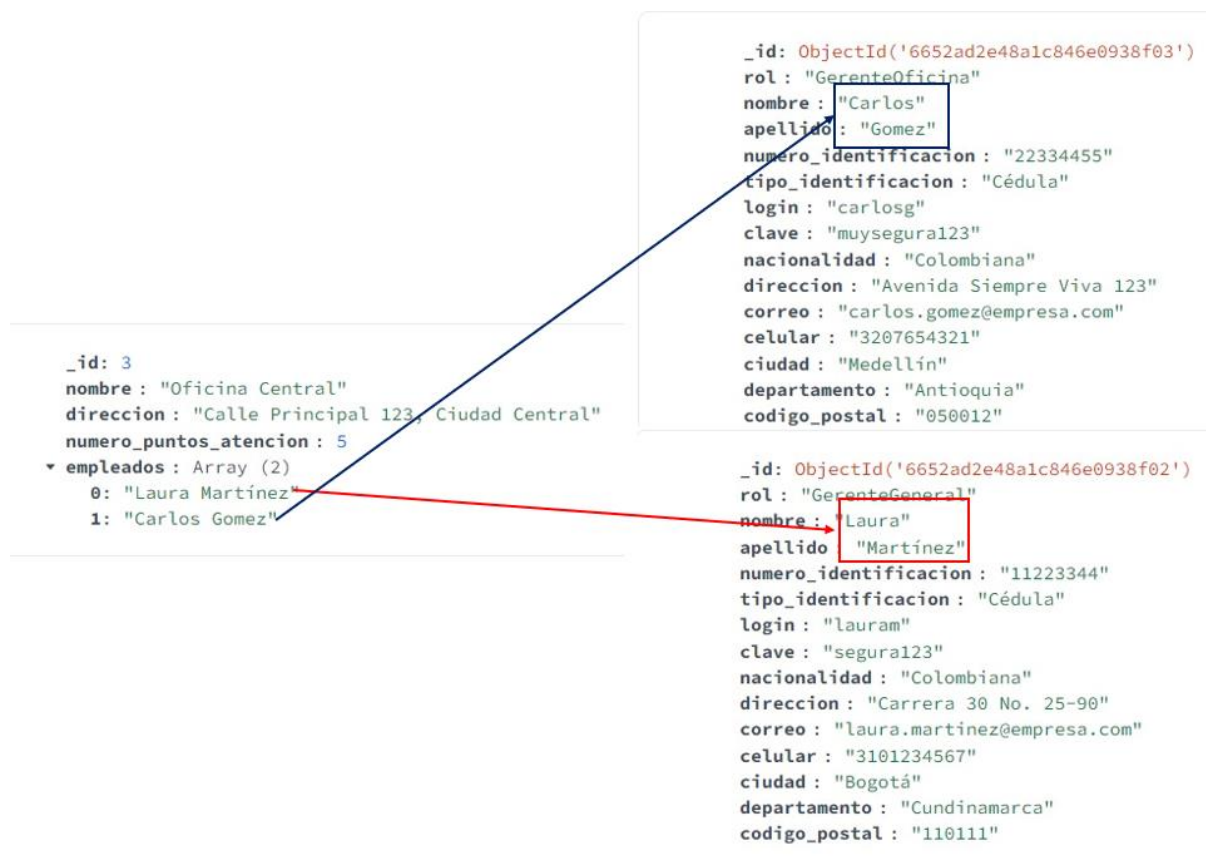 _id: ObjectId('6652ad2e48a1c846e0938f03')
rol : "GerenteOficina"
nombre : "Carlos"
apellido : "Gomez"
numero_identificacion : "22334455"
tipo_identificacion : "Cédula"
login : "carlosg"
clave : "muysegura123"
nacionalidad : "Colombiana"
direccion : "Avenida Siempre Viva 123"
correo : "carlos.gomez@empresa.com"
celular : "3207654321"
ciudad : "Medellín"
departamento : "Antioquia"
codigo_postal : "050012"
_id: 3
nombre : "Oficina Central"
direccion : "Calle Principal 123, Ciudad Central"
numero_puntos_atencion : 5
empleados : Array (2)
0: "Laura Martínez"
1: "Carlos Gomez"
_id: ObjectId('6652ad2e48a1c846e0938f02')
rol : "GerenteGeneral"
nombre : "Laura"
apellido : "Martínez"
numero_identificacion : "11223344"
tipo_identificacion : "Cédula"
login : "lauram"
clave : "segura123"
nacionalidad : "Colombiana"
direccion : "Carrera 30 No. 25-90"
correo : "laura.martinez@empresa.com"
celular : "3101234567"
ciudad : "Bogotá"
departamento : "Cundinamarca"
codigo_postal : "110111"